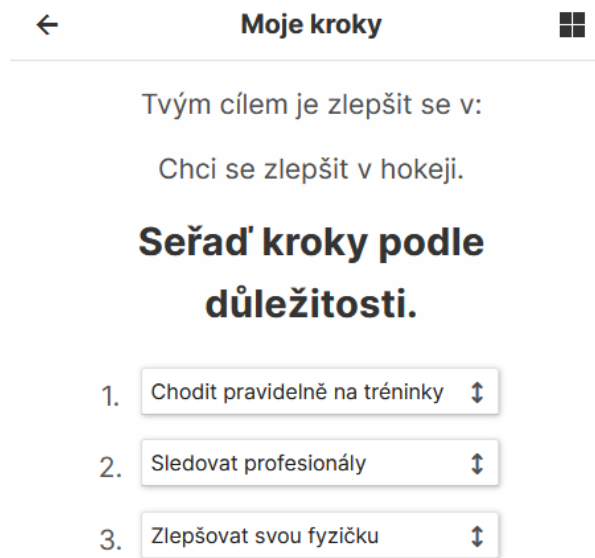 Moje kroky
Tvým cílem je zlepšit se v:
Chci se zlepšit v hokeji.
Seřaď kroky podle
důležitosti.
1. Chodit pravidelně na tréninky
2. Sledovat profesionály
3. Zlepšovat svou fyzičku